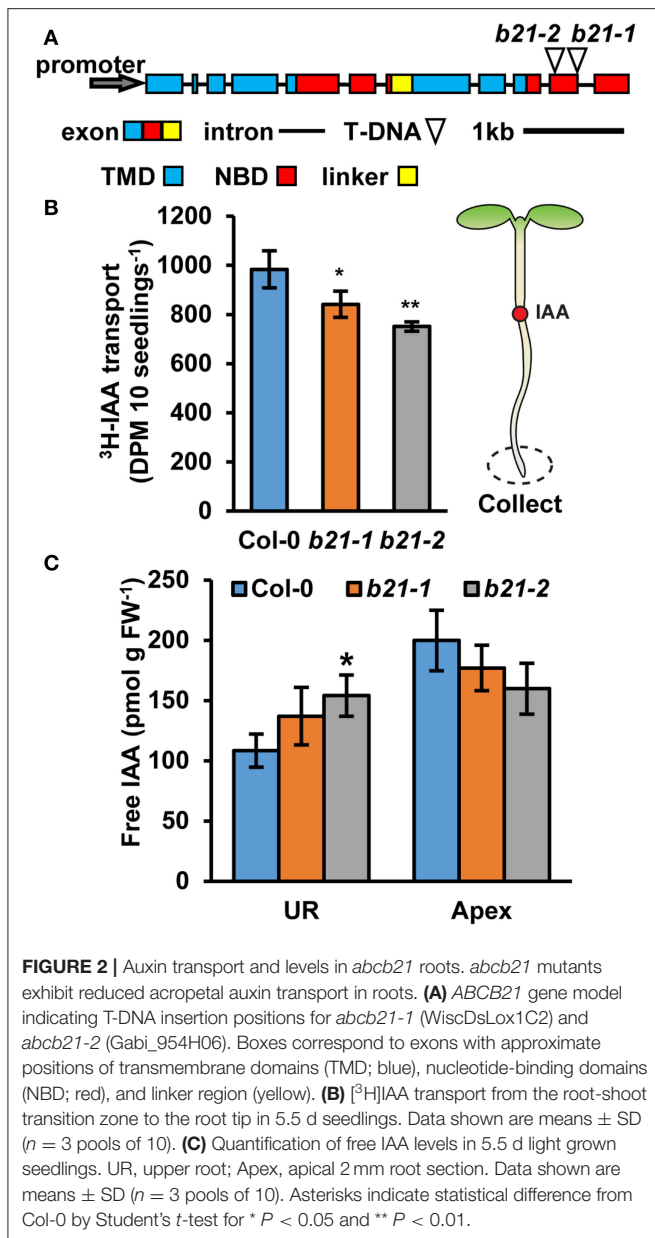 A
b21-2 b21-1
promoter
exon intron T-DNA 1kb
TMD NBD linker
B
³H-IAA transport
(DPM 10 seedlings⁻¹)
1200
1000
800
600
400
200
0
*
**
Col-0 b21-1 b21-2
IAA
Collect
C
Free IAA (pmol g FW⁻¹)
250
200
150
100
50
0
Col-0 b21-1 b21-2
*
UR Apex
FIGURE 2 | Auxin transport and levels in abcb21 roots. abcb21 mutants
exhibit reduced acropetal auxin transport in roots. (A) ABCB21 gene model
indicating T-DNA insertion positions for abcb21-1 (WiscDsLox1C2) and
abcb21-2 (Gabi_954H06). Boxes correspond to exons with approximate
positions of transmembrane domains (TMD; blue), nucleotide-binding domains
(NBD; red), and linker region (yellow). (B) [³H]IAA transport from the root-shoot
transition zone to the root tip in 5.5 d seedlings. Data shown are means ± SD
(n = 3 pools of 10). (C) Quantification of free IAA levels in 5.5 d light grown
seedlings. UR, upper root; Apex, apical 2 mm root section. Data shown are
means ± SD (n = 3 pools of 10). Asterisks indicate statistical difference from
Col-0 by Student's t-test for * P < 0.05 and ** P < 0.01.